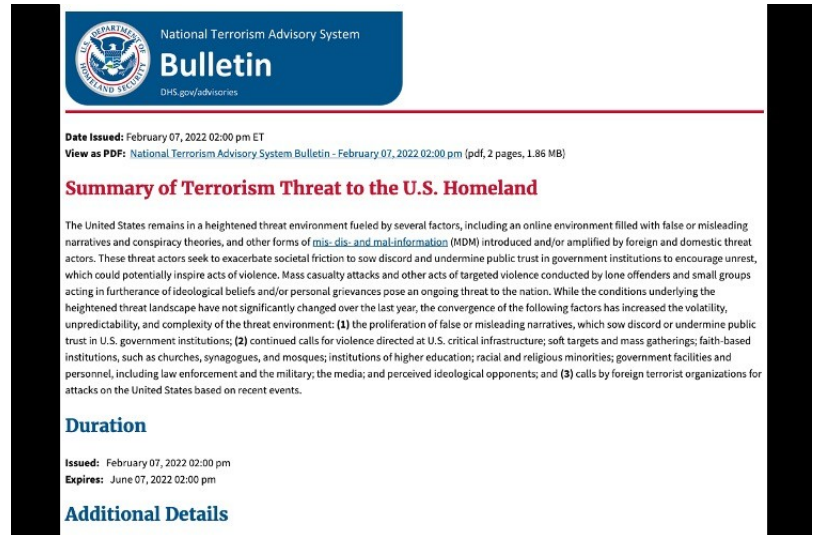 U.S. DEPARTMENT OF HOMELAND SECURITY
National Terrorism Advisory System
Bulletin
DHS.gov/advisories
Date Issued: February 07, 2022 02:00 pm ET
View as PDF: National Terrorism Advisory System Bulletin - February 07, 2022 02:00 pm (pdf, 2 pages, 1.86 MB)
Summary of Terrorism Threat to the U.S. Homeland
The United States remains in a heightened threat environment fueled by several factors, including an online environment filled with false or misleading
narratives and conspiracy theories, and other forms of mis- dis- and mal-information (MDM) introduced and/or amplified by foreign and domestic threat
actors. These threat actors seek to exacerbate societal friction to sow discord and undermine public trust in government institutions to encourage unrest,
which could potentially inspire acts of violence. Mass casualty attacks and other acts of targeted violence conducted by lone offenders and small groups
acting in furtherance of ideological beliefs and/or personal grievances pose an ongoing threat to the nation. While the conditions underlying the
heightened threat landscape have not significantly changed over the last year, the convergence of the following factors has increased the volatility,
unpredictability, and complexity of the threat environment: (1) the proliferation of false or misleading narratives, which sow discord or undermine public
trust in U.S. government institutions; (2) continued calls for violence directed at U.S. critical infrastructure; soft targets and mass gatherings; faith-based
institutions, such as churches, synagogues, and mosques; institutions of higher education; racial and religious minorities; government facilities and
personnel, including law enforcement and the military; the media; and perceived ideological opponents; and (3) calls by foreign terrorist organizations for
attacks on the United States based on recent events.
Duration
Issued: February 07, 2022 02:00 pm
Expires: June 07, 2022 02:00 pm
Additional Details